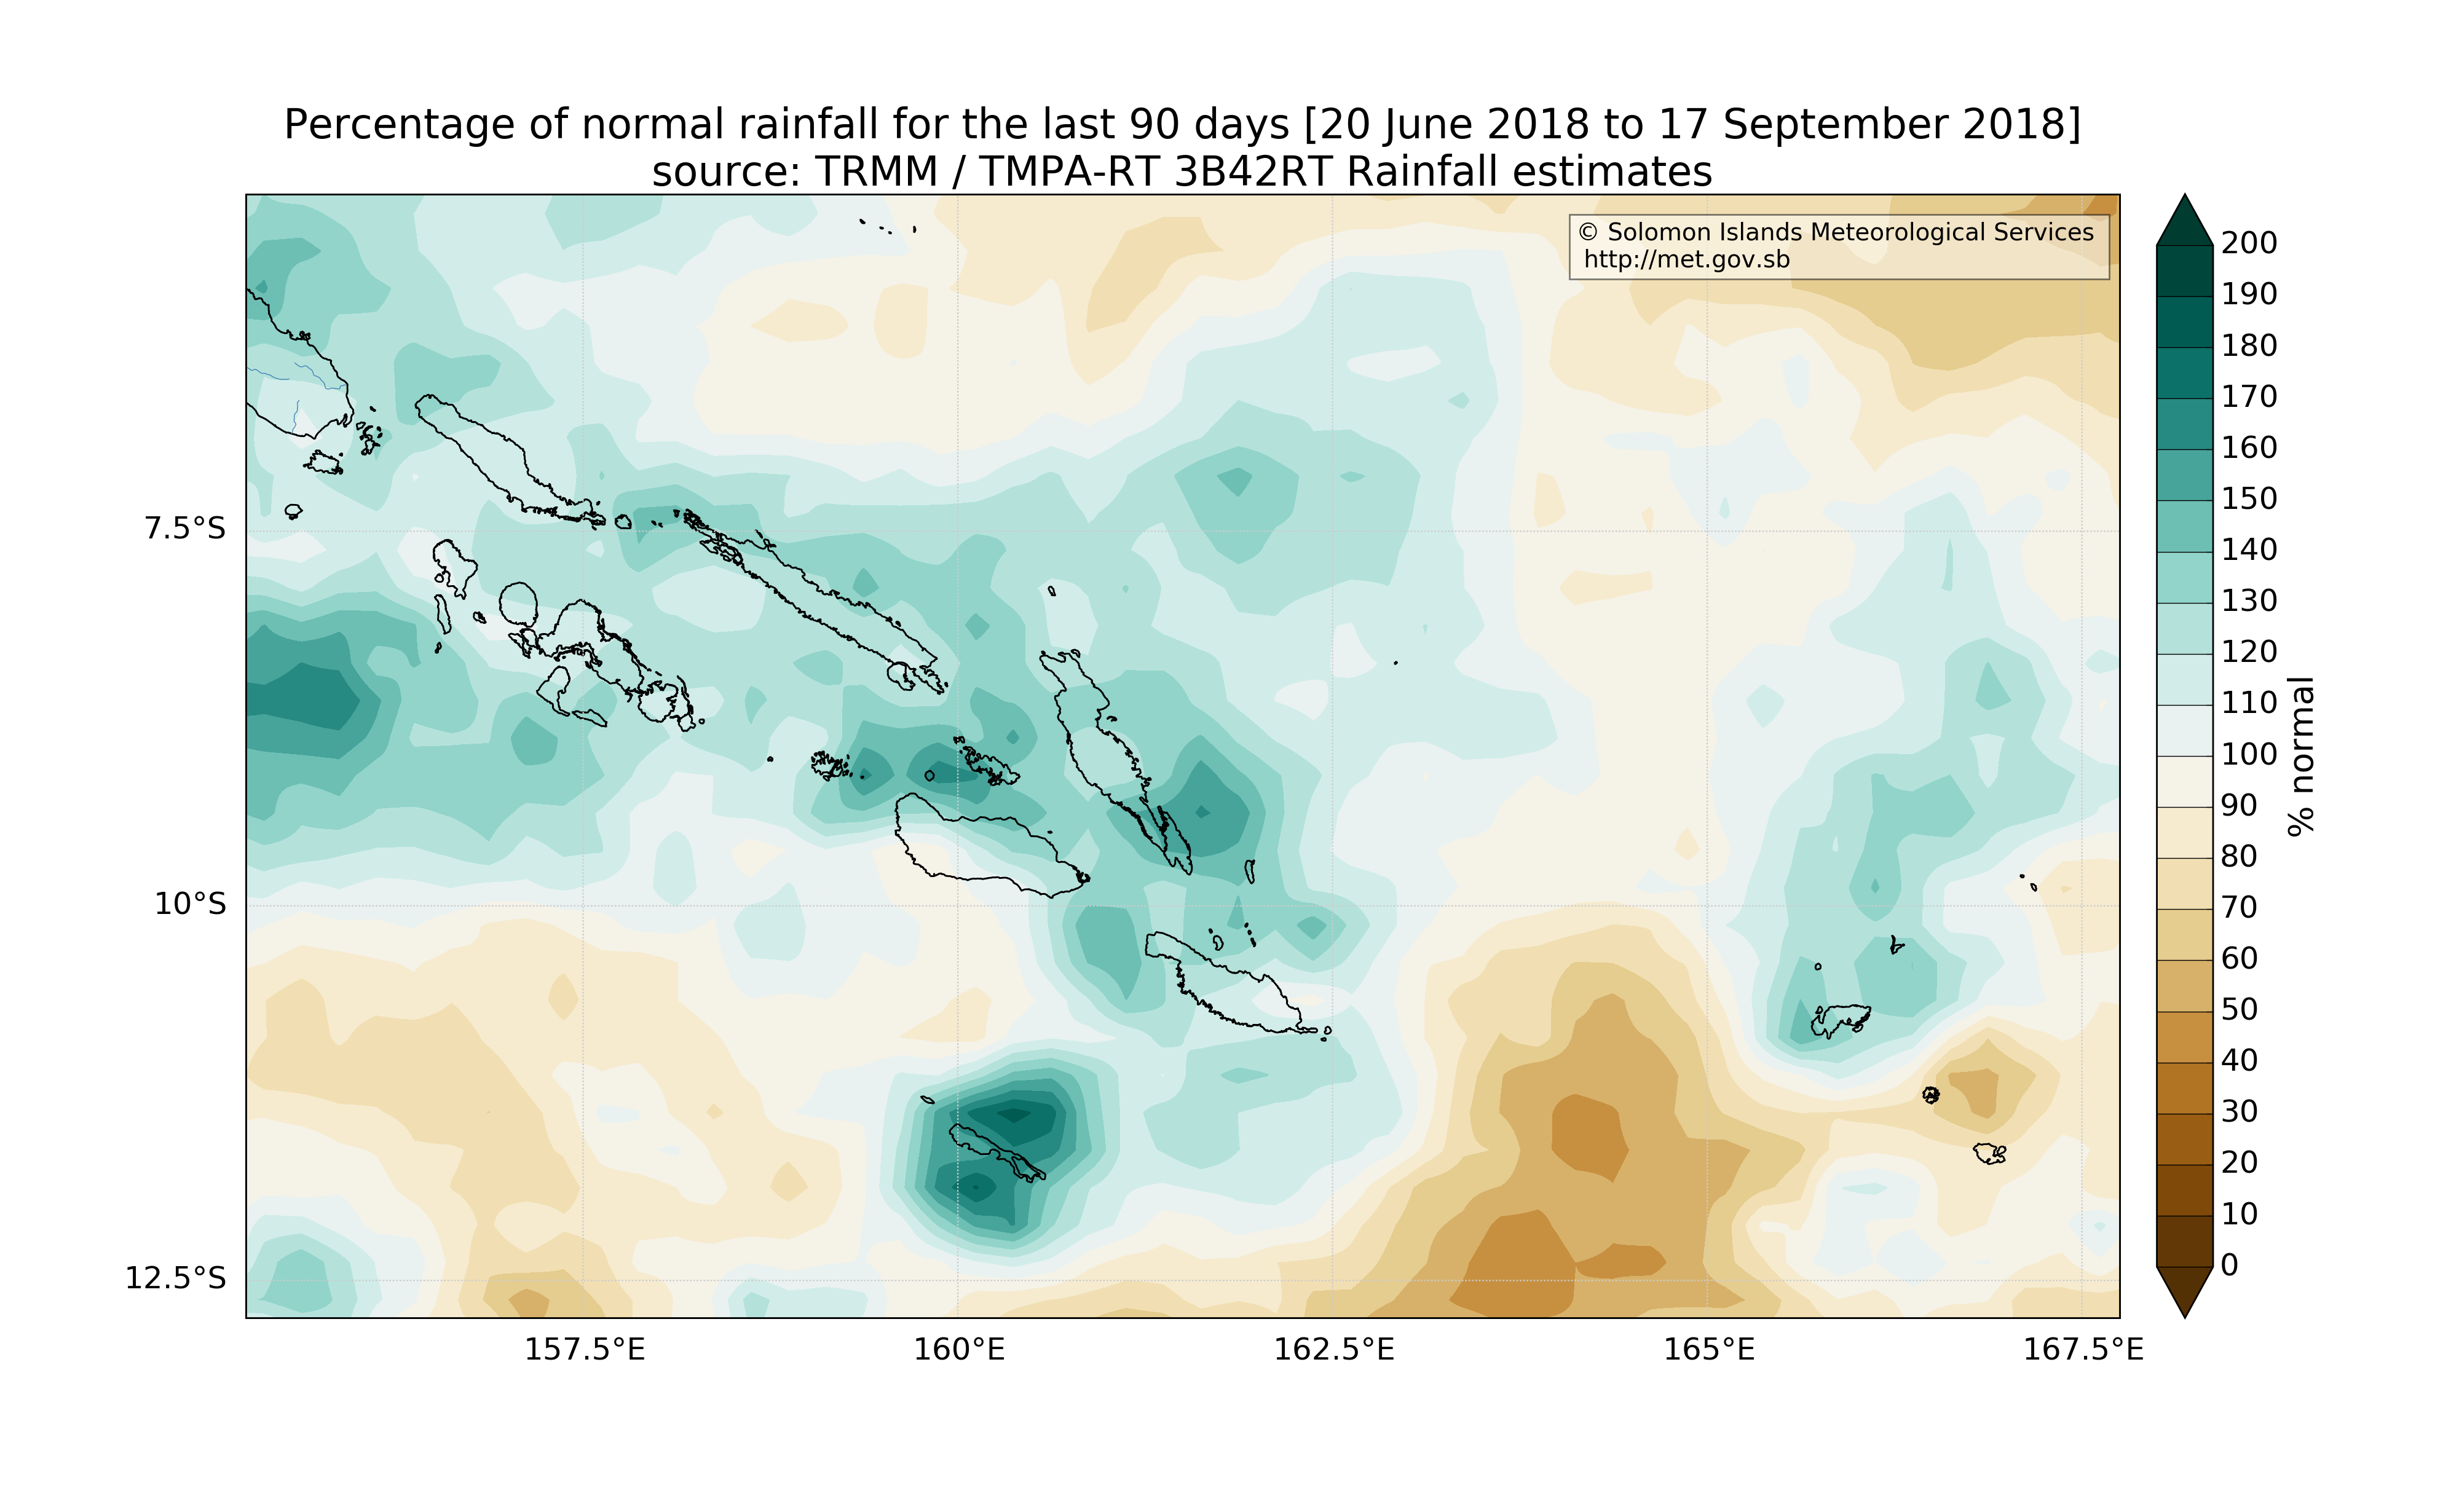 Percentage of normal rainfall for the last 90 days [20 June 2018 to 17 September 2018]
source: TRMM / TMPA-RT 3B42RT Rainfall estimates
© Solomon Islands Meteorological Services
http://met.gov.sb
7.5°S
10°S
12.5°S
157.5°E
160°E
162.5°E
165°E
167.5°E
200
190
180
170
160
150
140
130
120
110
100
90
80
70
60
50
40
30
20
10
0
% normal